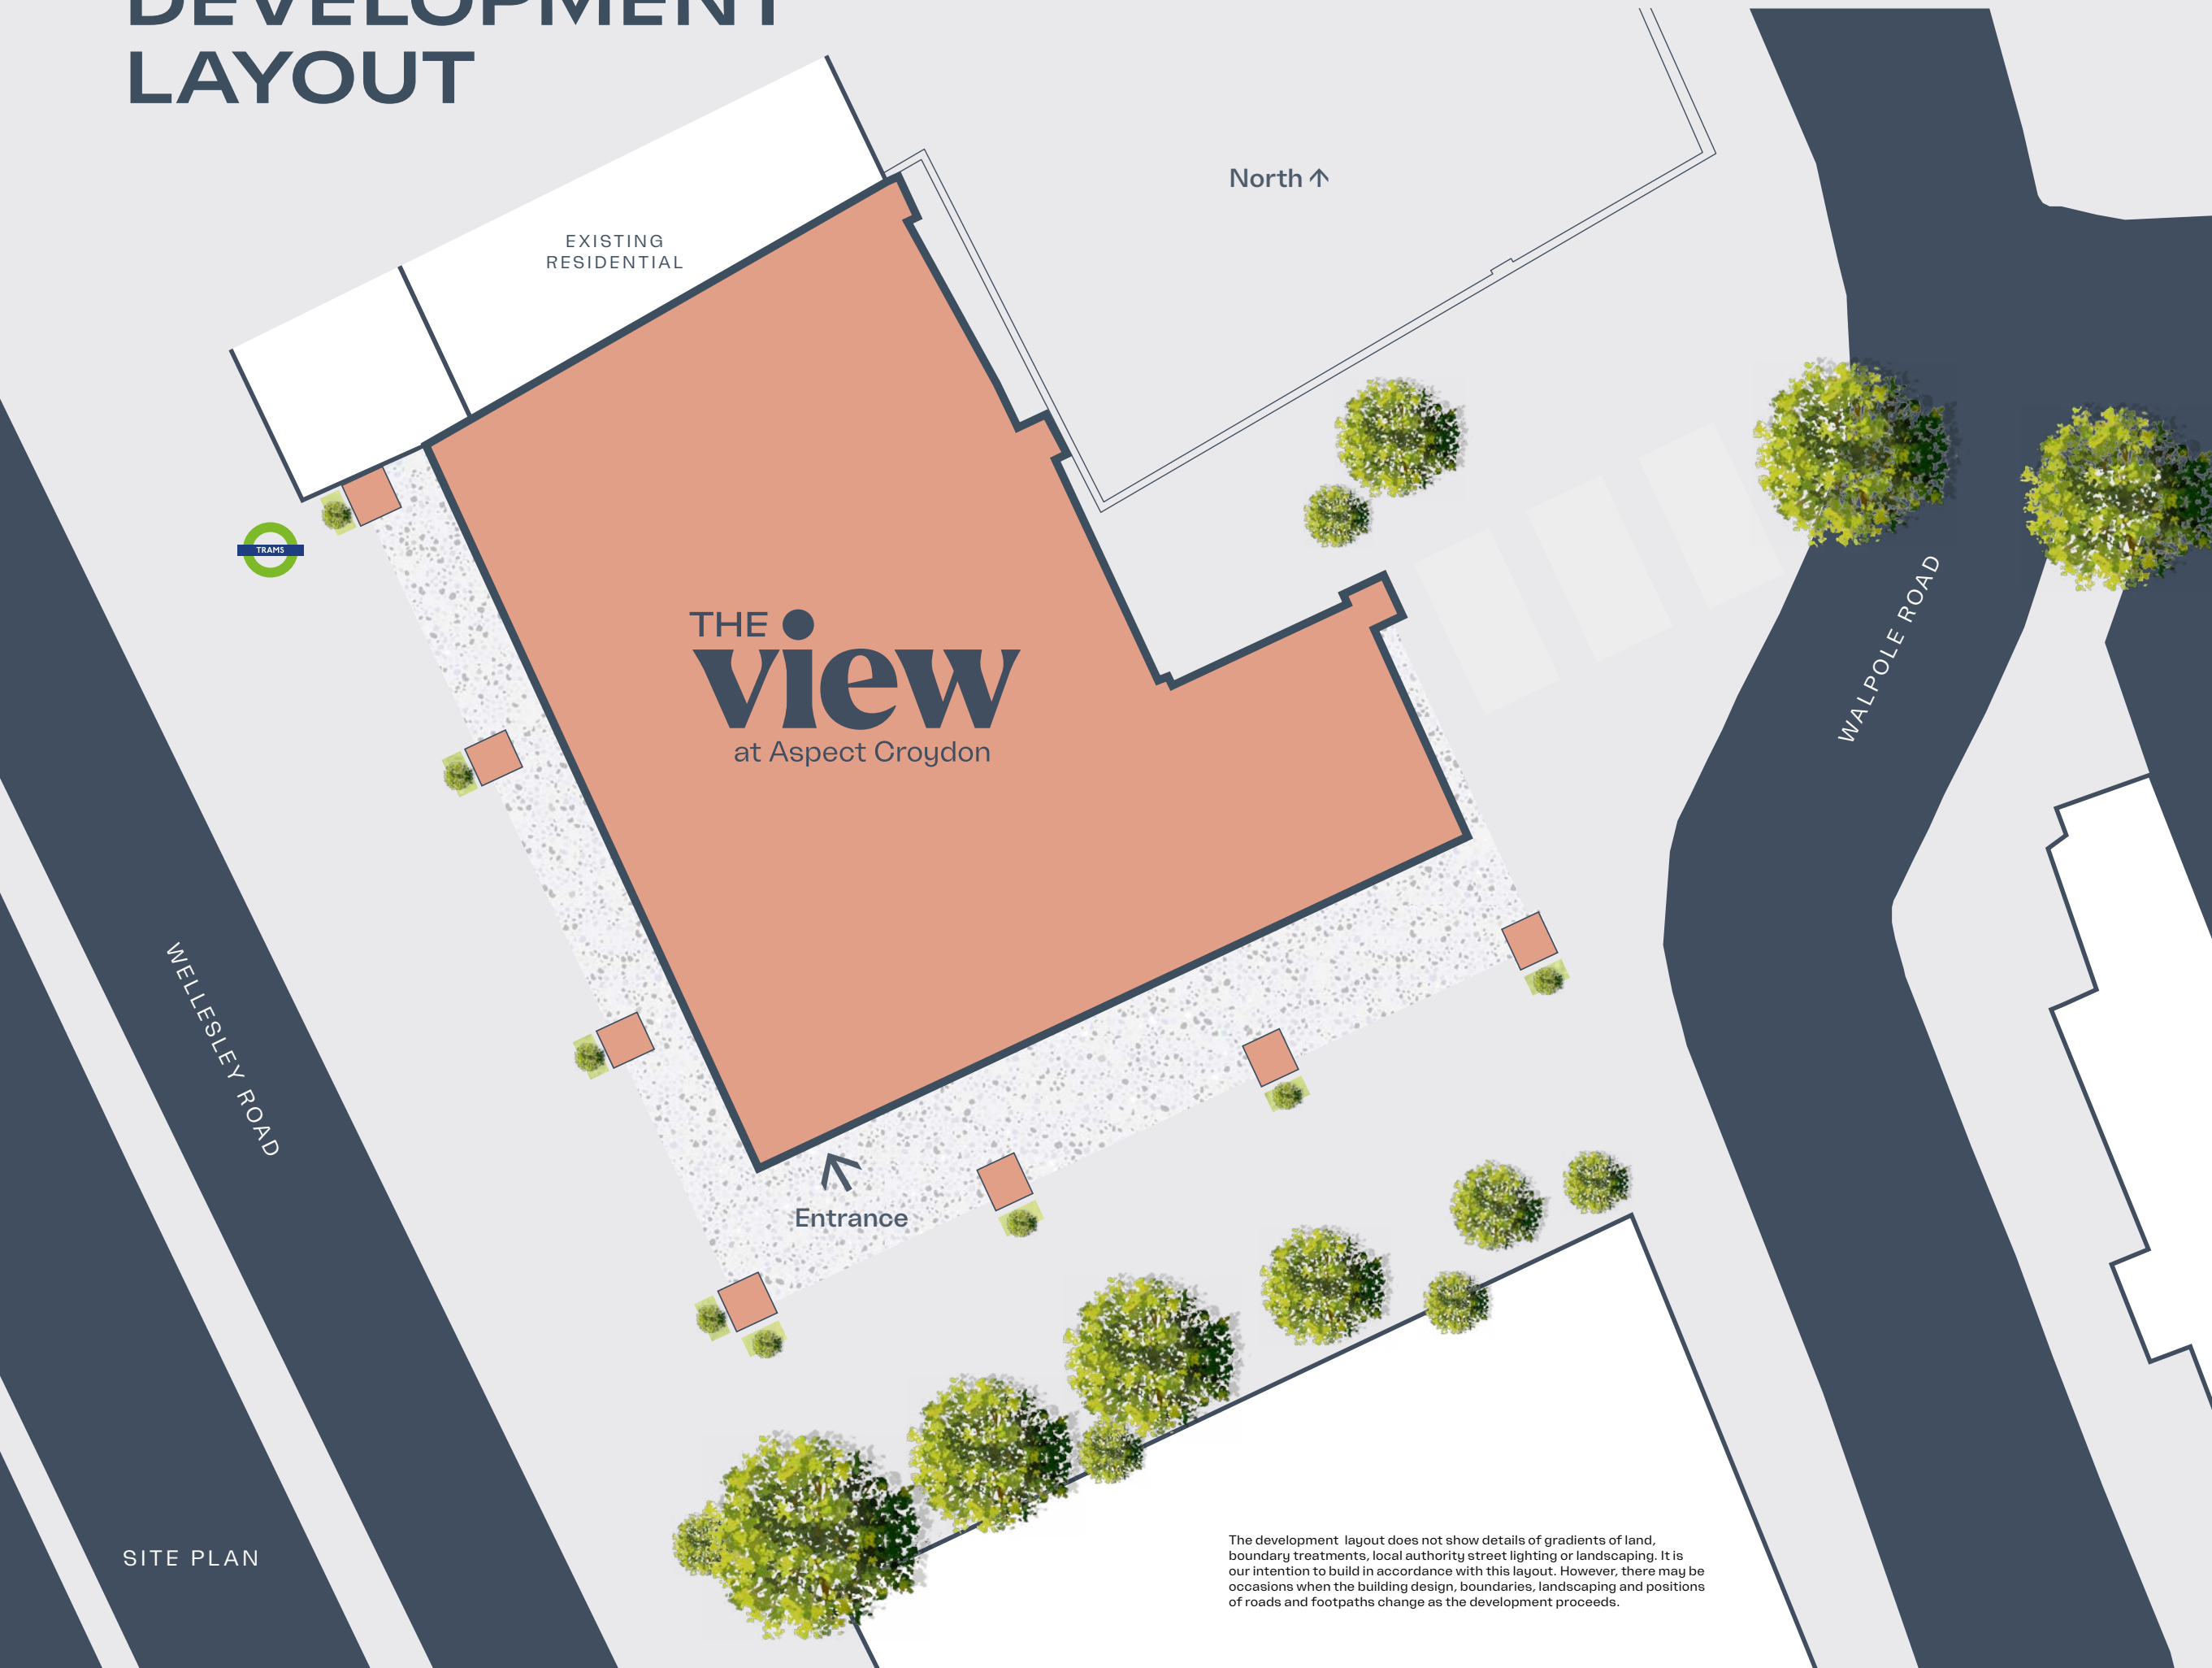 DEVELOPMENT
LAYOUT
North
EXISTING
RESIDENTIAL
TRAMS
THE
view
at Aspect Croydon
WALPOLE ROAD
WELLESLEY ROAD
Entrance
SITE PLAN
The development layout does not show details of gradients of land,
boundary treatments, local authority street lighting or landscaping. It is
our intention to build in accordance with this layout. However, there may be
occasions when the building design, boundaries, landscaping and positions
of roads and footpaths change as the development proceeds.